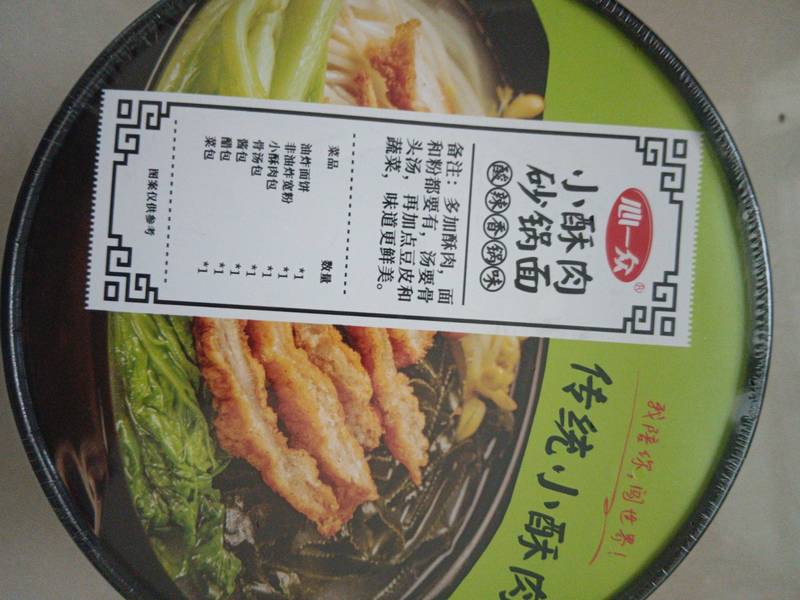 心一众®
小酥肉
砂锅面
酸辣香锅味
备注：多加酥肉，面
和粉都要有，汤要骨
头汤，再加点豆皮和
蔬菜，味道更鲜美。
菜品 数量
油炸面饼 *1
非油炸宽粉 *1
小酥肉包 *1
骨汤包 *1
酱包 *1
醋包 *1
菜包 *1
图案仅供参考
我陪你，闯世界！
传统小酥肉